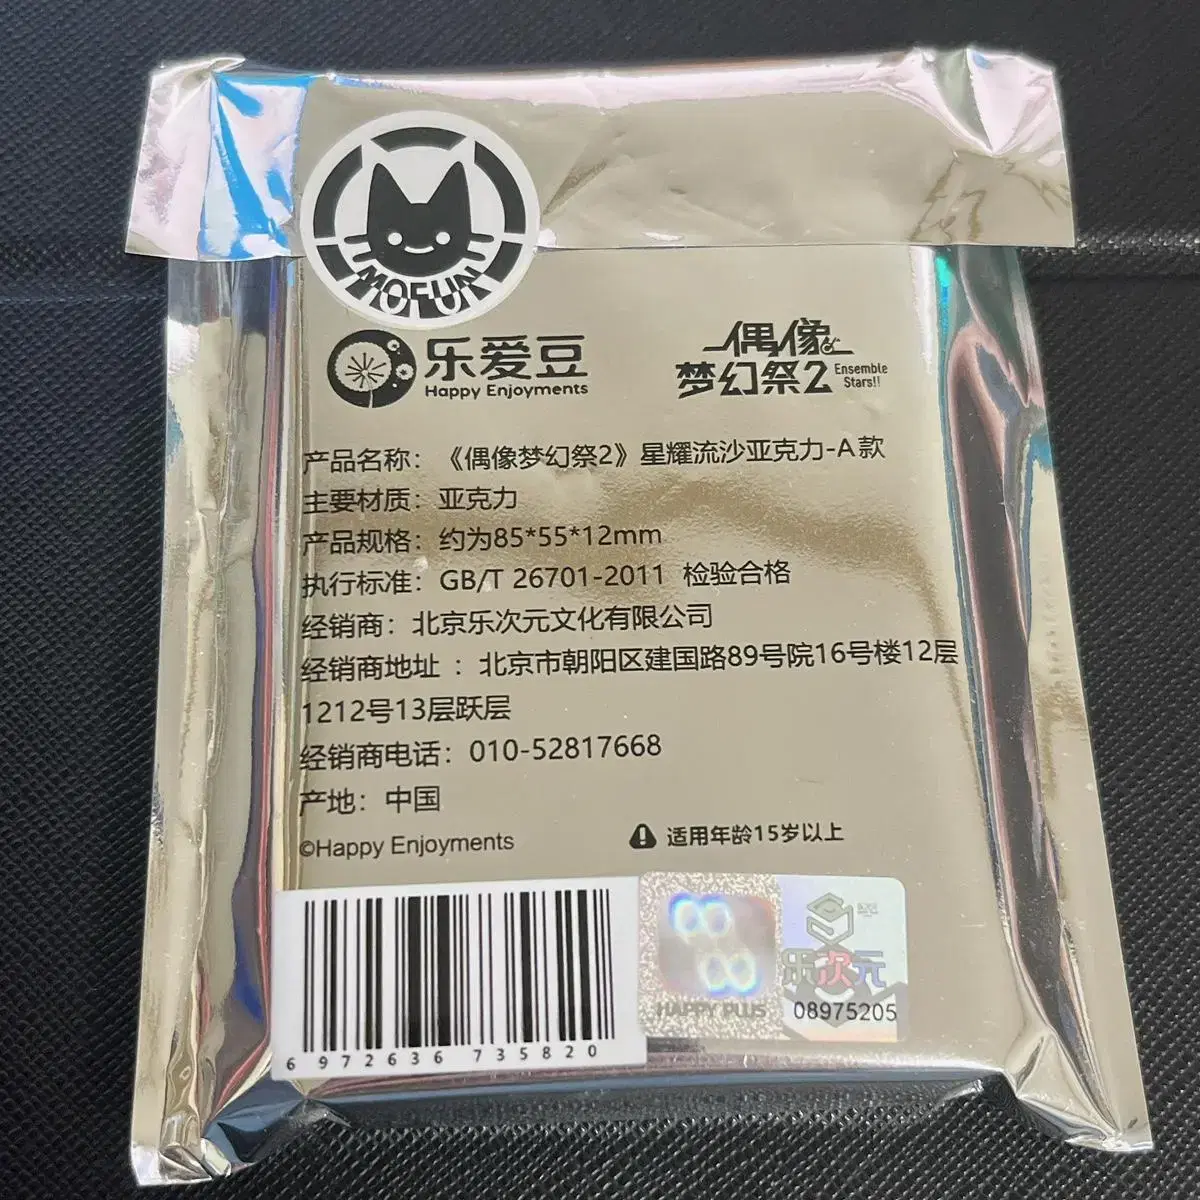 MOFUN
乐爱豆
Happy Enjoyments
偶像
梦幻祭2
Ensemble
Stars!!
产品名称：《偶像梦幻祭2》星耀流沙亚克力-A款
主要材质：亚克力
产品规格：约为85*55*12mm
执行标准：GB/T 26701-2011 检验合格
经销商：北京乐次元文化有限公司
经销商地址：北京市朝阳区建国路89号院16号楼12层
1212号13层跃层
经销商电话：010-52817668
产地：中国
©Happy Enjoyments
适用年龄15岁以上
6972636735820
HAPPY PLUS
乐次元
08975205